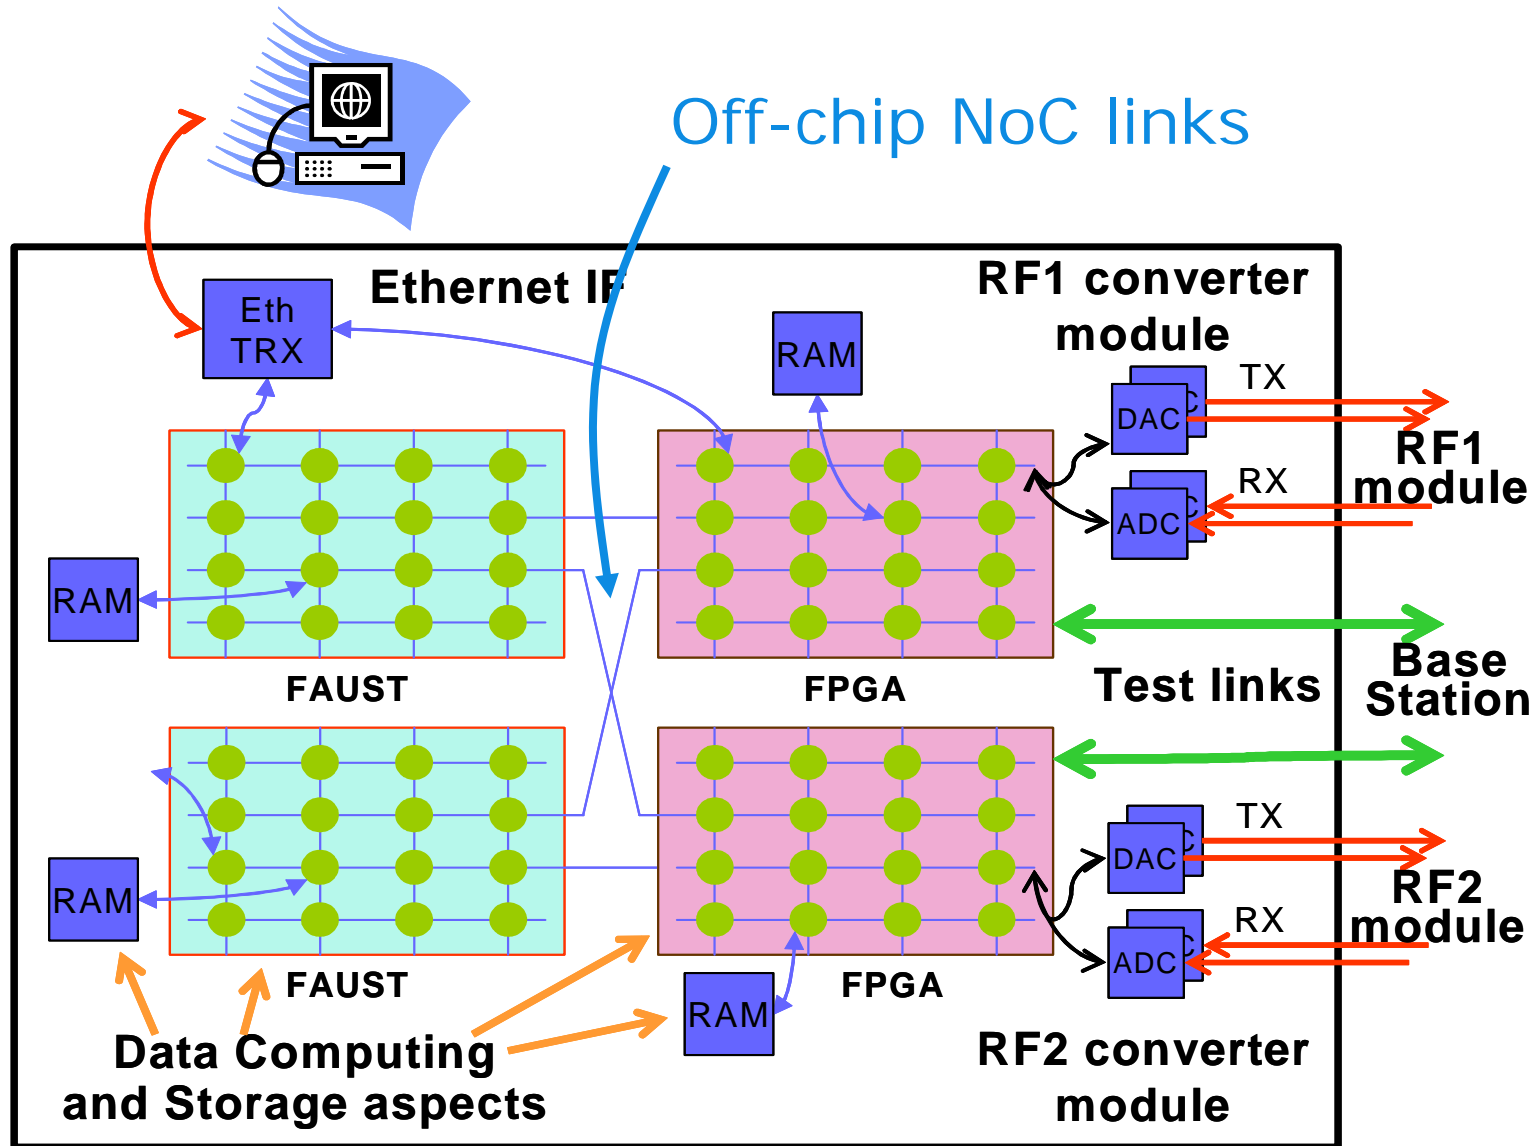 Off-chip NoC links
Ethernet IF
Eth
TRX
RF1 converter
module
RAM
TX
DAC
C
RF1
module
RX
ADC
C
RAM
FAUST
FPGA
Test links
Base
Station
TX
DAC
C
RF2
module
RAM
RX
ADC
C
FAUST
FPGA
RAM
Data Computing
and Storage aspects
RF2 converter
module